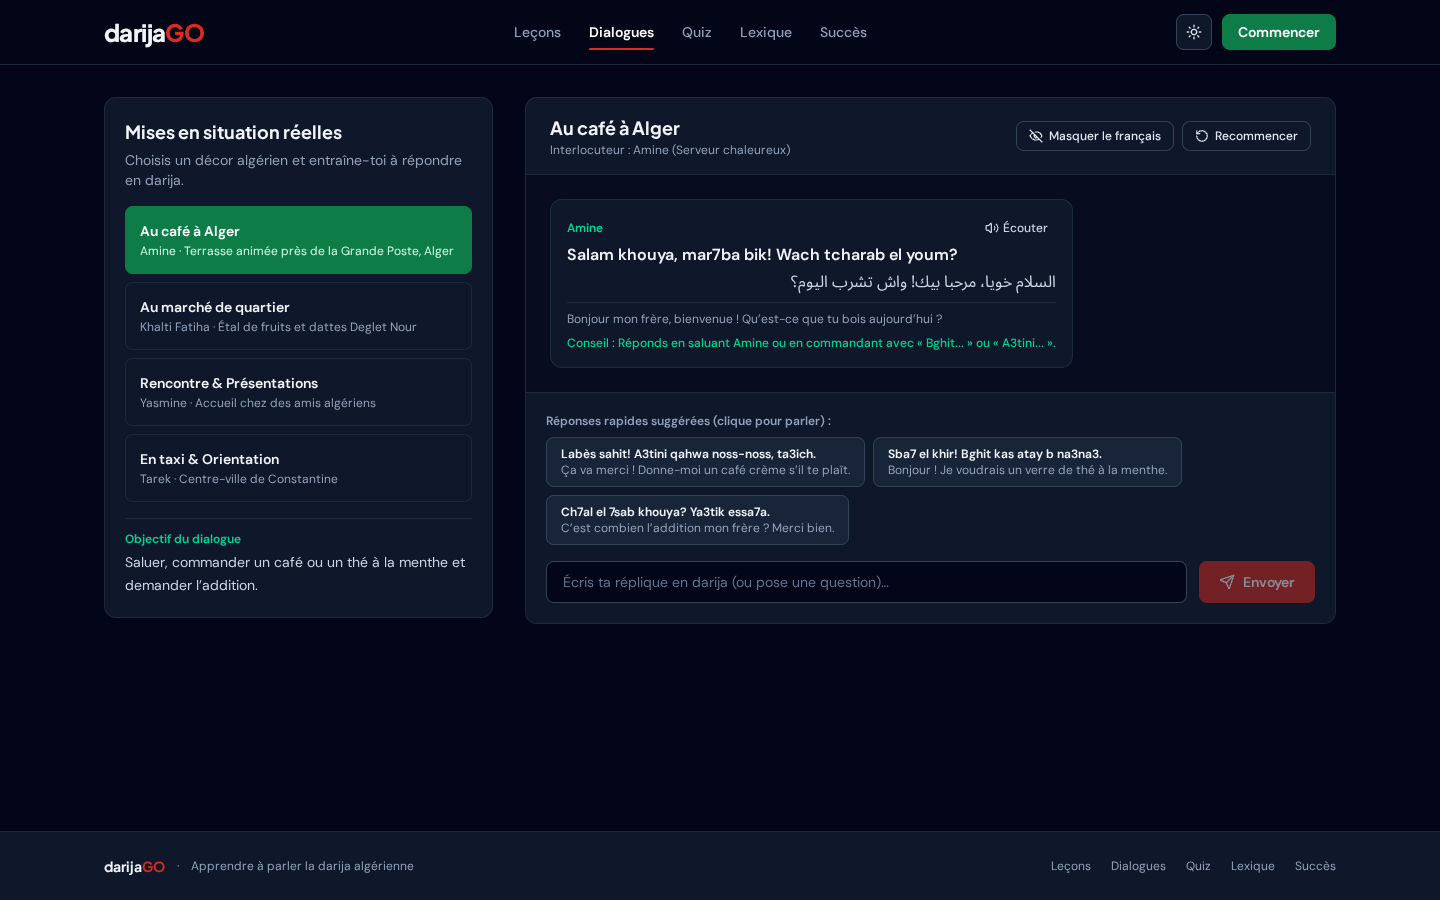 darijaGO
Leçons
Dialogues
Quiz
Lexique
Succès
Commencer
Mises en situation réelles
Choisis un décor algérien et entraîne-toi à répondre
en darija.
Au café à Alger
Amine · Terrasse animée près de la Grande Poste, Alger
Au marché de quartier
Khalti Fatiha · Étal de fruits et dattes Deglet Nour
Rencontre & Présentations
Yasmine · Accueil chez des amis algériens
En taxi & Orientation
Tarek · Centre-ville de Constantine
Objectif du dialogue
Saluer, commander un café ou un thé à la menthe et
demander l’addition.
Au café à Alger
Interlocuteur : Amine (Serveur chaleureux)
Masquer le français
Recommencer
Amine
Écouter
Salam khouya, mar7ba bik! Wach tcharab el youm?
السلام خويا، مرحبا بيك! واش تشرب اليوم؟
Bonjour mon frère, bienvenue ! Qu’est-ce que tu bois aujourd’hui ?
Conseil : Réponds en saluant Amine ou en commandant avec « Bghit... » ou « A3tini... ».
Réponses rapides suggérées (clique pour parler) :
Labès sahit! A3tini qahwa noss-noss, ta3ich.
Ça va merci ! Donne-moi un café crème s’il te plaît.
Sba7 el khir! Bghit kas atay b na3na3.
Bonjour ! Je voudrais un verre de thé à la menthe.
Ch7al el 7sab khouya? Ya3tik essa7a.
C’est combien l’addition mon frère ? Merci bien.
Écris ta réplique en darija (ou pose une question)...
Envoyer
darijaGO · Apprendre à parler la darija algérienne
Leçons
Dialogues
Quiz
Lexique
Succès